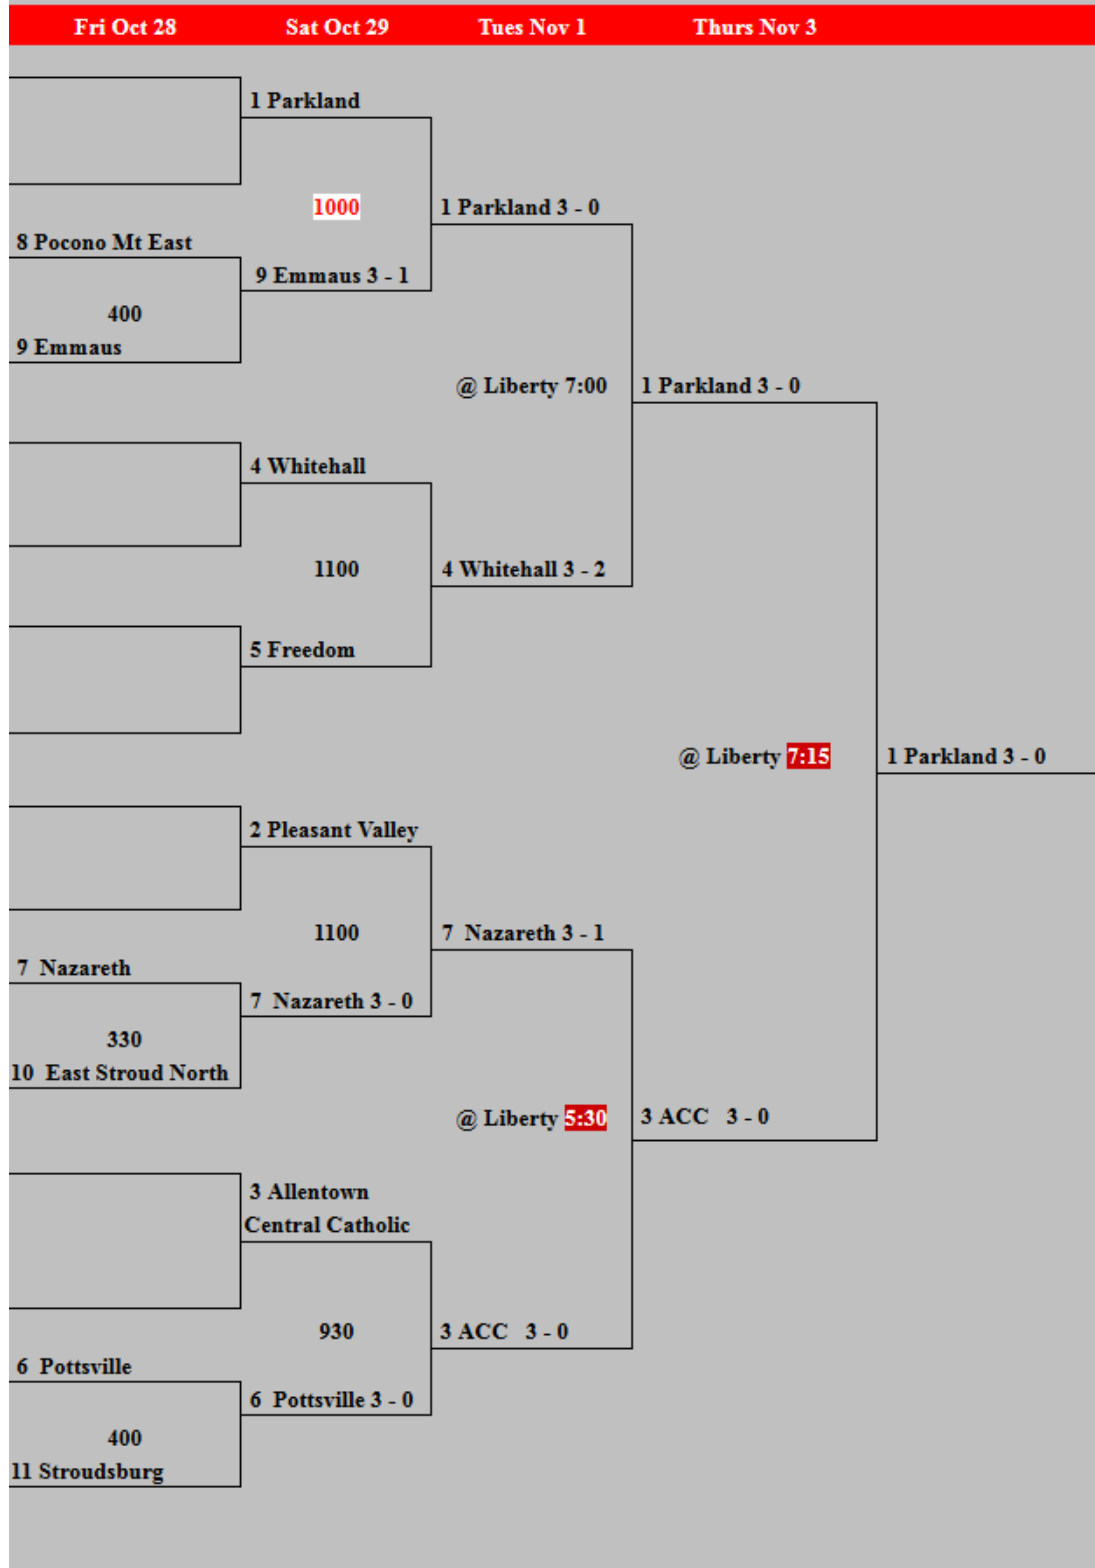 Fri Oct 28 Sat Oct 29 Tues Nov 1 Thurs Nov 3
1 Parkland
1000
1 Parkland 3 - 0
8 Pocono Mt East
9 Emmaus 3 - 1
400
9 Emmaus
@ Liberty 7:00
1 Parkland 3 - 0
4 Whitehall
1100
4 Whitehall 3 - 2
5 Freedom
@ Liberty 7:15
1 Parkland 3 - 0
2 Pleasant Valley
1100
7 Nazareth 3 - 1
7 Nazareth
7 Nazareth 3 - 0
330
10 East Stroud North
@ Liberty 5:30
3 ACC 3 - 0
3 Allentown
Central Catholic
930
3 ACC 3 - 0
6 Pottsville
6 Pottsville 3 - 0
400
11 Stroudsburg